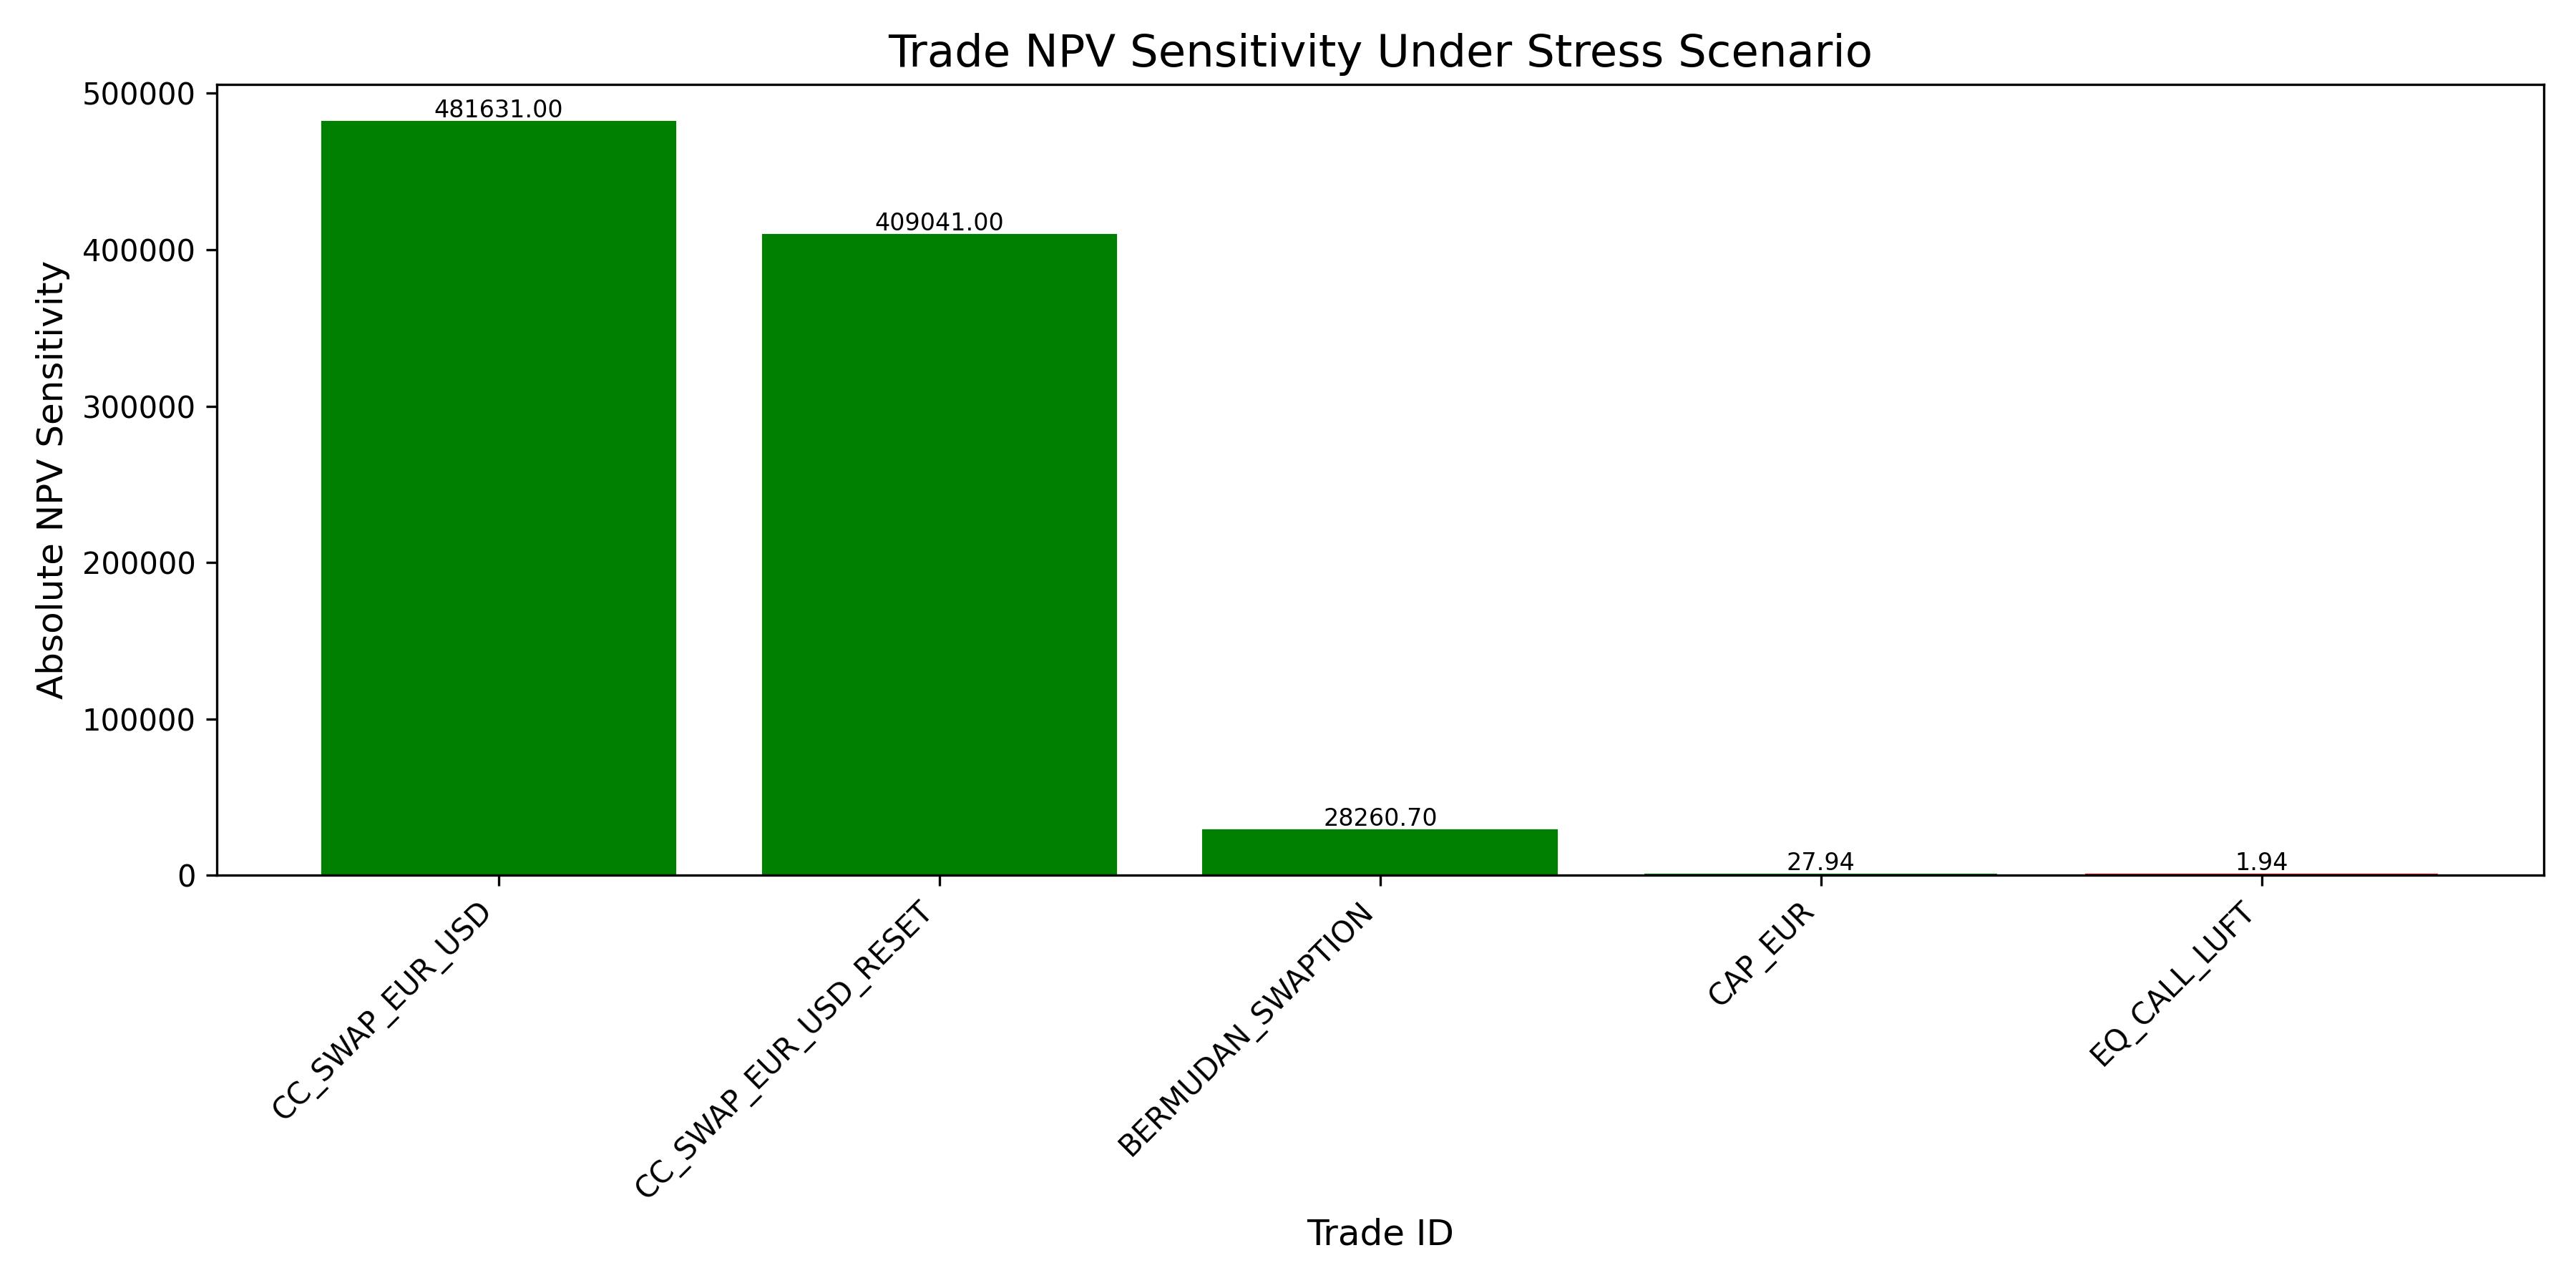 Trade NPV Sensitivity Under Stress Scenario
Absolute NPV Sensitivity
500000
400000
300000
200000
100000
0
481631.00
409041.00
28260.70
27.94
1.94
CC_SWAP_EUR_USD
CC_SWAP_EUR_USD_RESET
BERMUDAN_SWAPTION
CAP_EUR
EQ_CALL_LUFT
Trade ID